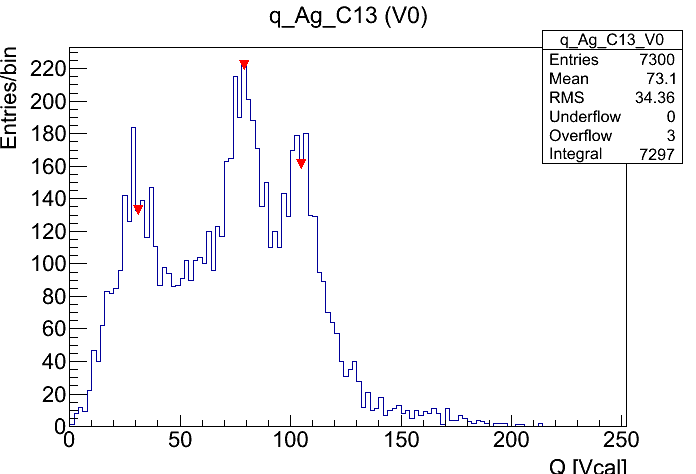 q_Ag_C13 (V0)
Entries/bin
q_Ag_C13_V0
Entries 7300
Mean 73.1
RMS 34.36
Underflow 0
Overflow 3
Integral 7297
220
200
180
160
140
120
100
80
60
40
20
0
0 50 100 150 200 250
Q [Vcal]